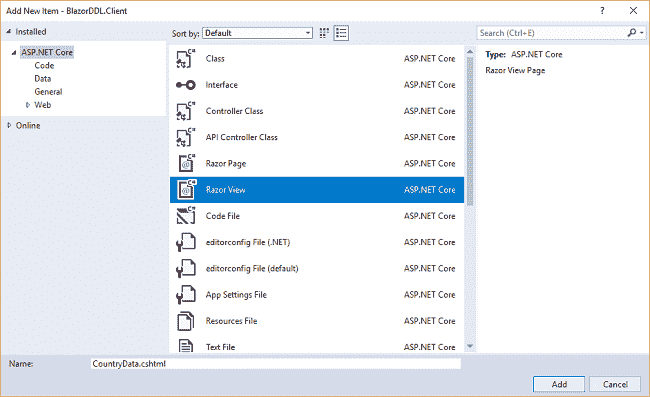 Add New Item - BlazorDDL.Client
?
Installed
Sort by: Default
Search (Ctrl+E)
ASP.NET Core
Code
Data
General
Web
Online
Class ASP.NET Core
Interface ASP.NET Core
Controller Class ASP.NET Core
API Controller Class ASP.NET Core
Razor Page ASP.NET Core
Razor View ASP.NET Core
Code File ASP.NET Core
editorconfig File (.NET) ASP.NET Core
editorconfig File (default) ASP.NET Core
App Settings File ASP.NET Core
Resources File ASP.NET Core
Text File ASP.NET Core
Type: ASP.NET Core
Razor View Page
Name: CountryData.cshtml
Add Cancel